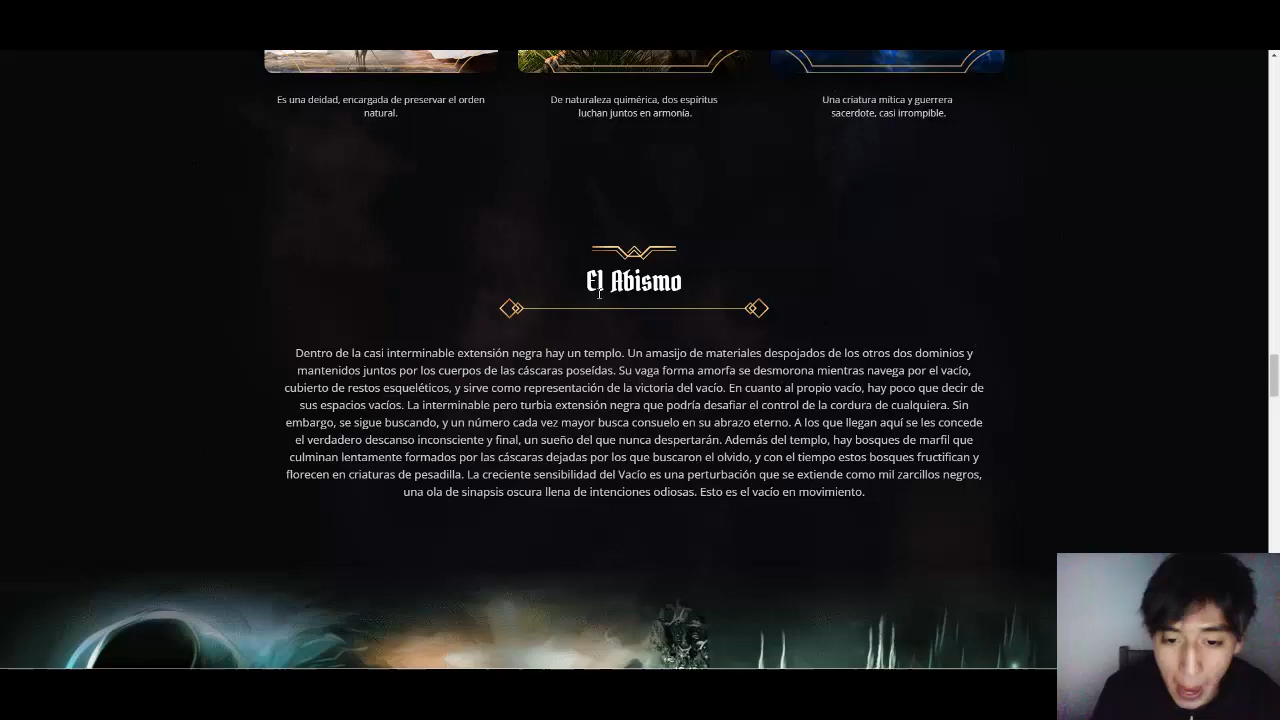 Es una deidad, encargada de preservar el orden
natural.
De naturaleza quimérica, dos espíritus
luchan juntos en armonía.
Una criatura mítica y guerrera
sacerdote, casi irrompible.
El Abismo
Dentro de la casi interminable extensión negra hay un templo. Un amasijo de materiales despojados de los otros dos dominios y
mantenidos juntos por los cuerpos de las cáscaras poseídas. Su vaga forma amorfa se desmorona mientras navega por el vacío,
cubierto de restos esqueléticos, y sirve como representación de la victoria del vacío. En cuanto al propio vacío, hay poco que decir de
sus espacios vacíos. La interminable pero turbia extensión negra que podría desafiar el control de la cordura de cualquiera. Sin
embargo, se sigue buscando, y un número cada vez mayor busca consuelo en su abrazo eterno. A los que llegan aquí se les concede
el verdadero descanso inconsciente y final, un sueño del que nunca despertarán. Además del templo, hay bosques de marfil que
culminan lentamente formados por las cáscaras dejadas por los que buscaron el olvido, y con el tiempo estos bosques fructifican y
florecen en criaturas de pesadilla. La creciente sensibilidad del Vacío es una perturbación que se extiende como mil zarcillos negros,
una ola de sinapsis oscura llena de intenciones odiosas. Esto es el vacío en movimiento.